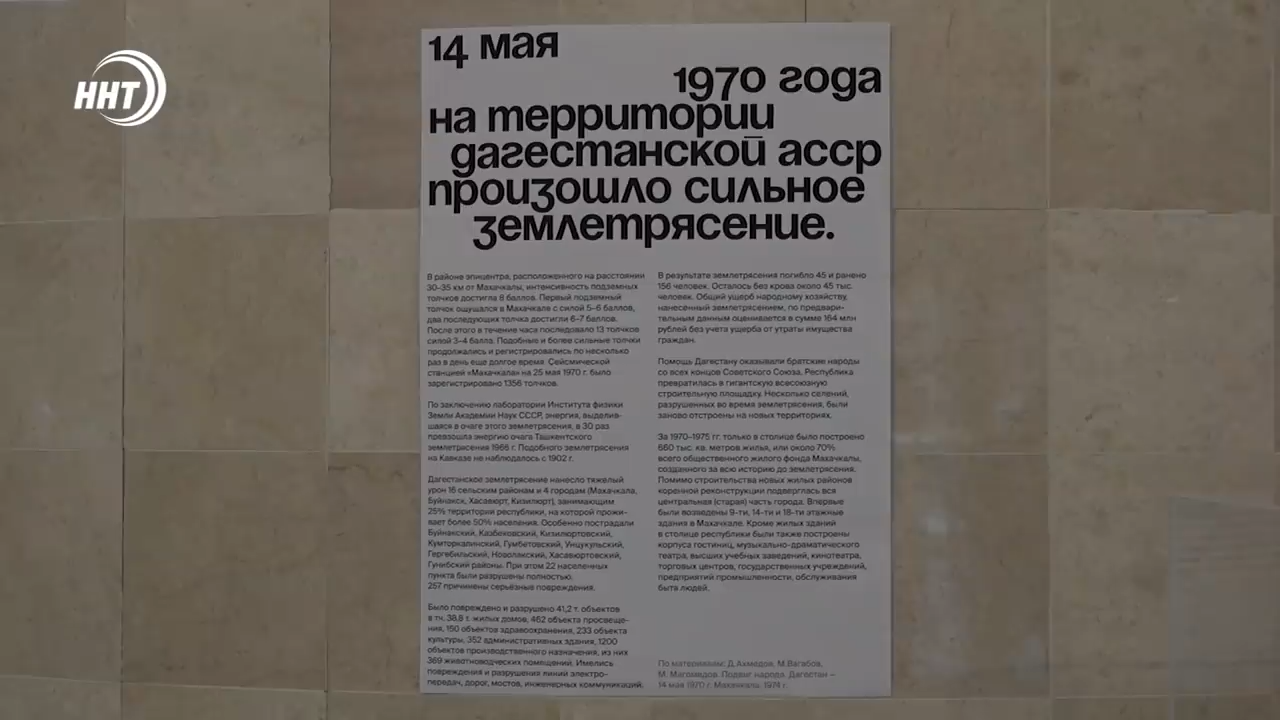 ННТ
14 мая
1970 года
на территории
дагестанской асср
произошло сильное
землетрясение.
В районе эпицентра, расположенного на расстоянии
30–35 км от Махачкалы, интенсивность подземных
толчков достигла 8 баллов. Первый подземный
толчок ощущался в Махачкале с силой 5–6 баллов,
два последующих толчка достигли 6–7 баллов.
После этого в течение часа последовало 13 толчков
силой 3–4 балла. Подобные и более сильные толчки
продолжались и регистрировались по несколько
раз в день еще долгое время. Сейсмической
станцией «Махачкала» на 25 мая 1970 г. было
зарегистрировано 1356 толчков.
По заключению лаборатории Института физики
Земли Академии Наук СССР, энергия, выделив-
шаяся в очаге этого землетрясения, в 30 раз
превзошла энергию очага Ташкентского
землетрясения 1966 г. Подобного землетрясения
на Кавказе не наблюдалось с 1902 г.
Дагестанское землетрясение нанесло тяжелый
урон 16 сельским районам и 4 городам (Махачкала,
Буйнакск, Хасавюрт, Кизилюрт), занимающим
25% территории республики, на которой прожи-
вает более 50% населения. Особенно пострадали
Буйнакский, Казбековский, Кизилюртовский,
Кумторкалинский, Гумбетовский, Унцукульский,
Гергебильский, Новолакский, Хасавюртовский,
Гунибский районы. При этом 22 населенных
пункта были разрушены полностью.
257 причинены серьёзные повреждения.
Было повреждено и разрушено 41,2 т. объектов
в тч. 38,8 т. жилых домов, 462 объекта просвеще-
ния, 150 объектов здравоохранения, 233 объекта
культуры, 352 административных здания, 1200
объектов производственного назначения, из них
369 животноводческих помещений. Имелись
повреждения и разрушения линий электро-
передач, дорог, мостов, инженерных коммуникаций.
В результате землетрясения погибло 45 и ранено
156 человек. Осталось без крова около 45 тыс.
человек. Общий ущерб народному хозяйству,
нанесённый землетрясением, по предвари-
тельным данным оценивается в сумме 164 млн
рублей без учета ущерба от утраты имущества
граждан.
Помощь Дагестану оказывали братские народы
со всех концов Советского Союза. Республика
превратилась в гигантскую всесоюзную
строительную площадку. Несколько селений,
разрушенных во время землетрясения, были
заново отстроены на новых территориях.
За 1970–1975 гг. только в столице было построено
660 тыс. кв. метров жилья, или около 70%
всего общественного жилого фонда Махачкалы,
созданного за всю историю до землетрясения.
Помимо строительства новых жилых районов
коренной реконструкции подверглась вся
центральная (старая) часть города. Впервые
были возведены 9-ти, 14-ти и 18-ти этажные
здания в Махачкале. Кроме жилых зданий
в столице республики были также построены
корпуса гостиниц, музыкально-драматического
театра, высших учебных заведений, кинотеатра,
торговых центров, государственных учреждений,
предприятий промышленности, обслуживания
быта людей.
По материалам: Д.Ахмедов, М.Вагабов,
М. Магомедов. Подвиг народа. Дагестан –
14 мая 1970 г. Махачкала. 1974 г.